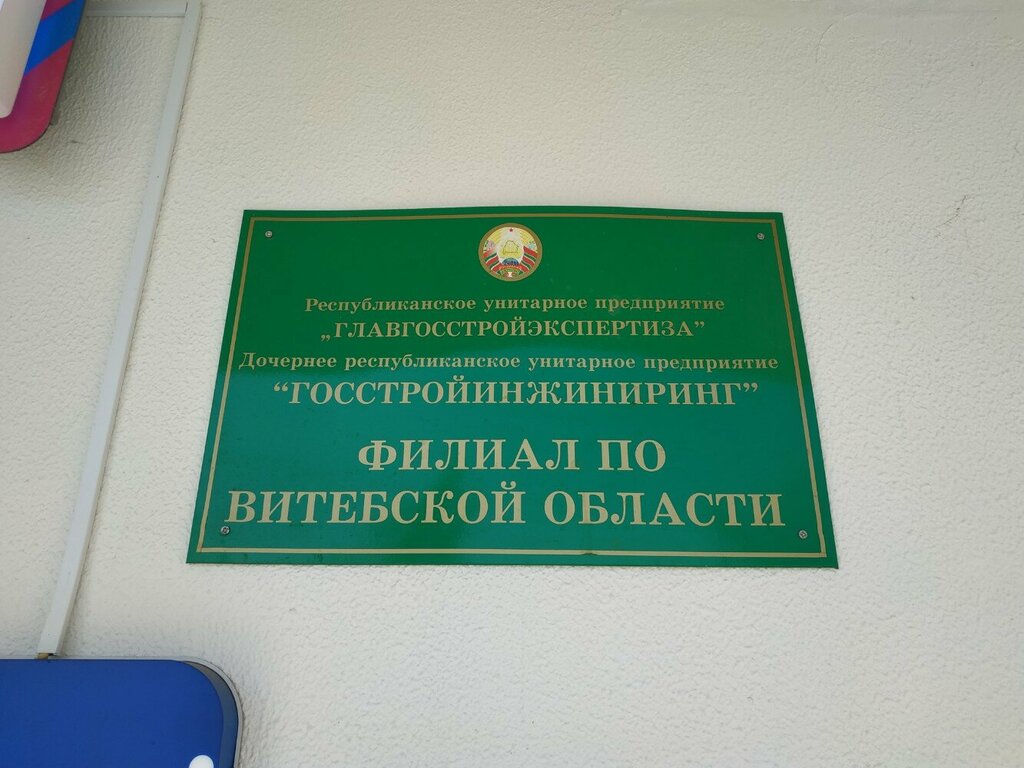 Республиканское унитарное предприятие
„ГЛАВГОССТРОЙЭКСПЕРТИЗА”
Дочернее республиканское унитарное предприятие
“ГОССТРОЙИНЖИНИРИНГ”
ФИЛИАЛ ПО
ВИТЕБСКОЙ ОБЛАСТИ